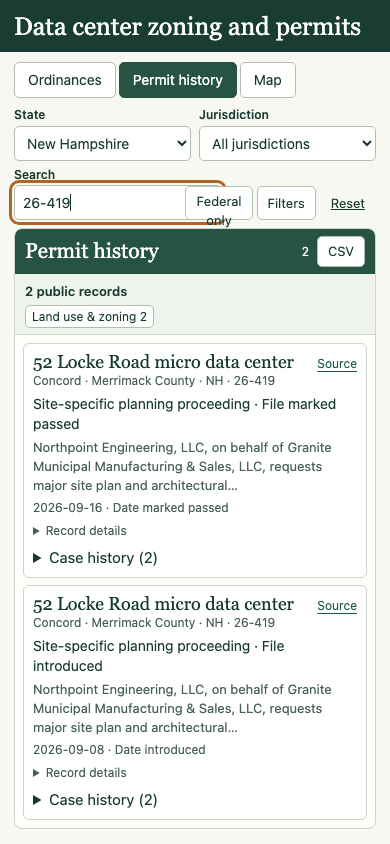 Data center zoning and permits
Ordinances Permit history Map
State Jurisdiction
New Hampshire All jurisdictions
Search
26-419 Federal only Filters Reset
Permit history 2 CSV
2 public records
Land use & zoning 2
52 Locke Road micro data center Source
Concord · Merrimack County · NH · 26-419
Site-specific planning proceeding · File marked
passed
Northpoint Engineering, LLC, on behalf of Granite
Municipal Manufacturing & Sales, LLC, requests
major site plan and architectural…
2026-09-16 · Date marked passed
▶ Record details
▶ Case history (2)
52 Locke Road micro data center Source
Concord · Merrimack County · NH · 26-419
Site-specific planning proceeding · File
introduced
Northpoint Engineering, LLC, on behalf of Granite
Municipal Manufacturing & Sales, LLC, requests
major site plan and architectural…
2026-09-08 · Date introduced
▶ Record details
▶ Case history (2)